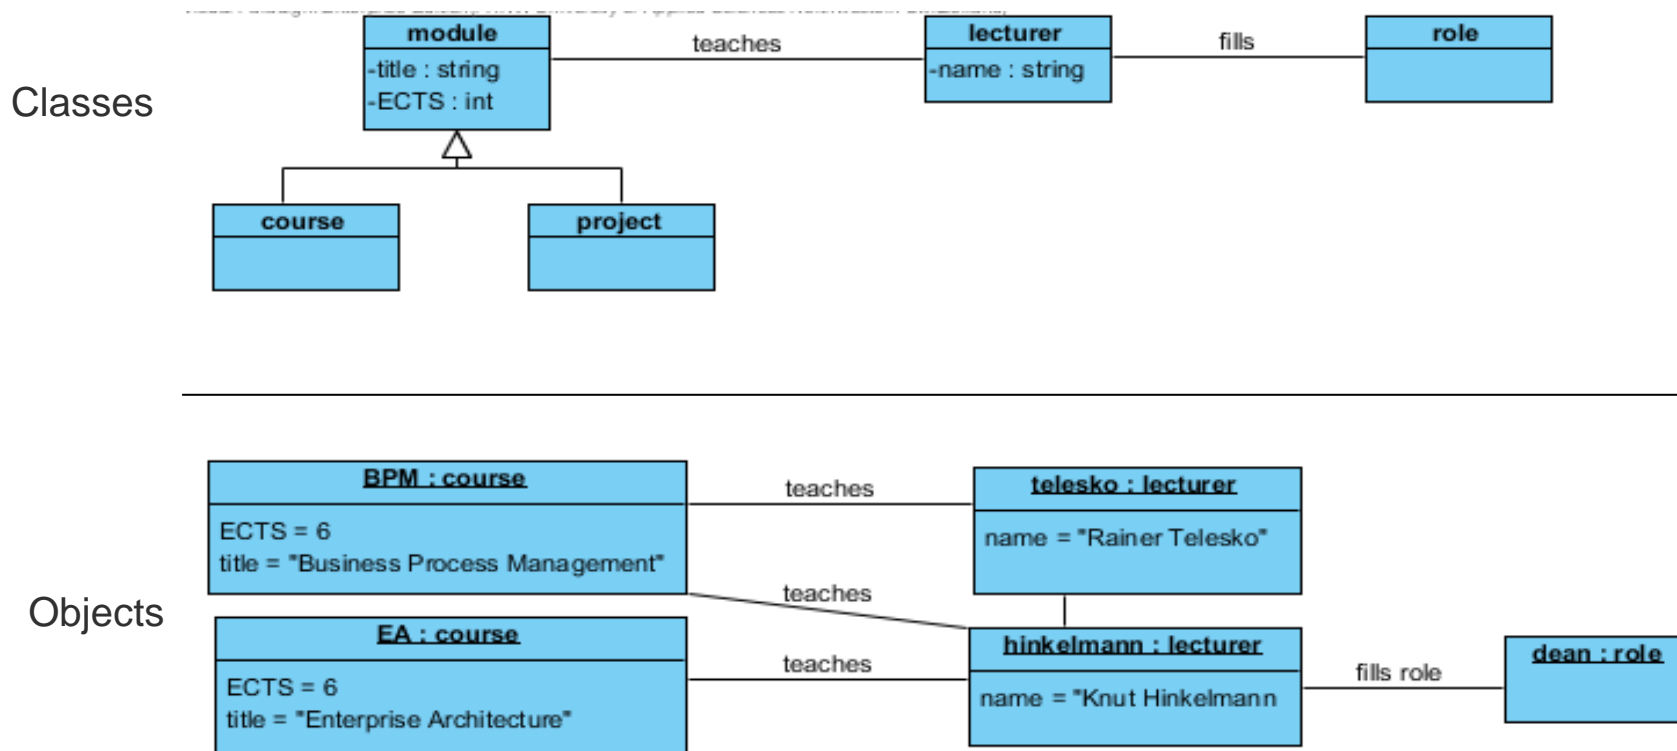 module
-title : string
-ECTS : int
teaches
lecturer
-name : string
fills
role
Classes
course
project
BPM : course
ECTS = 6
title = "Business Process Management"
teaches
telesko : lecturer
name = "Rainer Telesko"
teaches
Objects
EA : course
ECTS = 6
title = "Enterprise Architecture"
teaches
hinkelmann : lecturer
name = "Knut Hinkelmann
fills role
dean : role